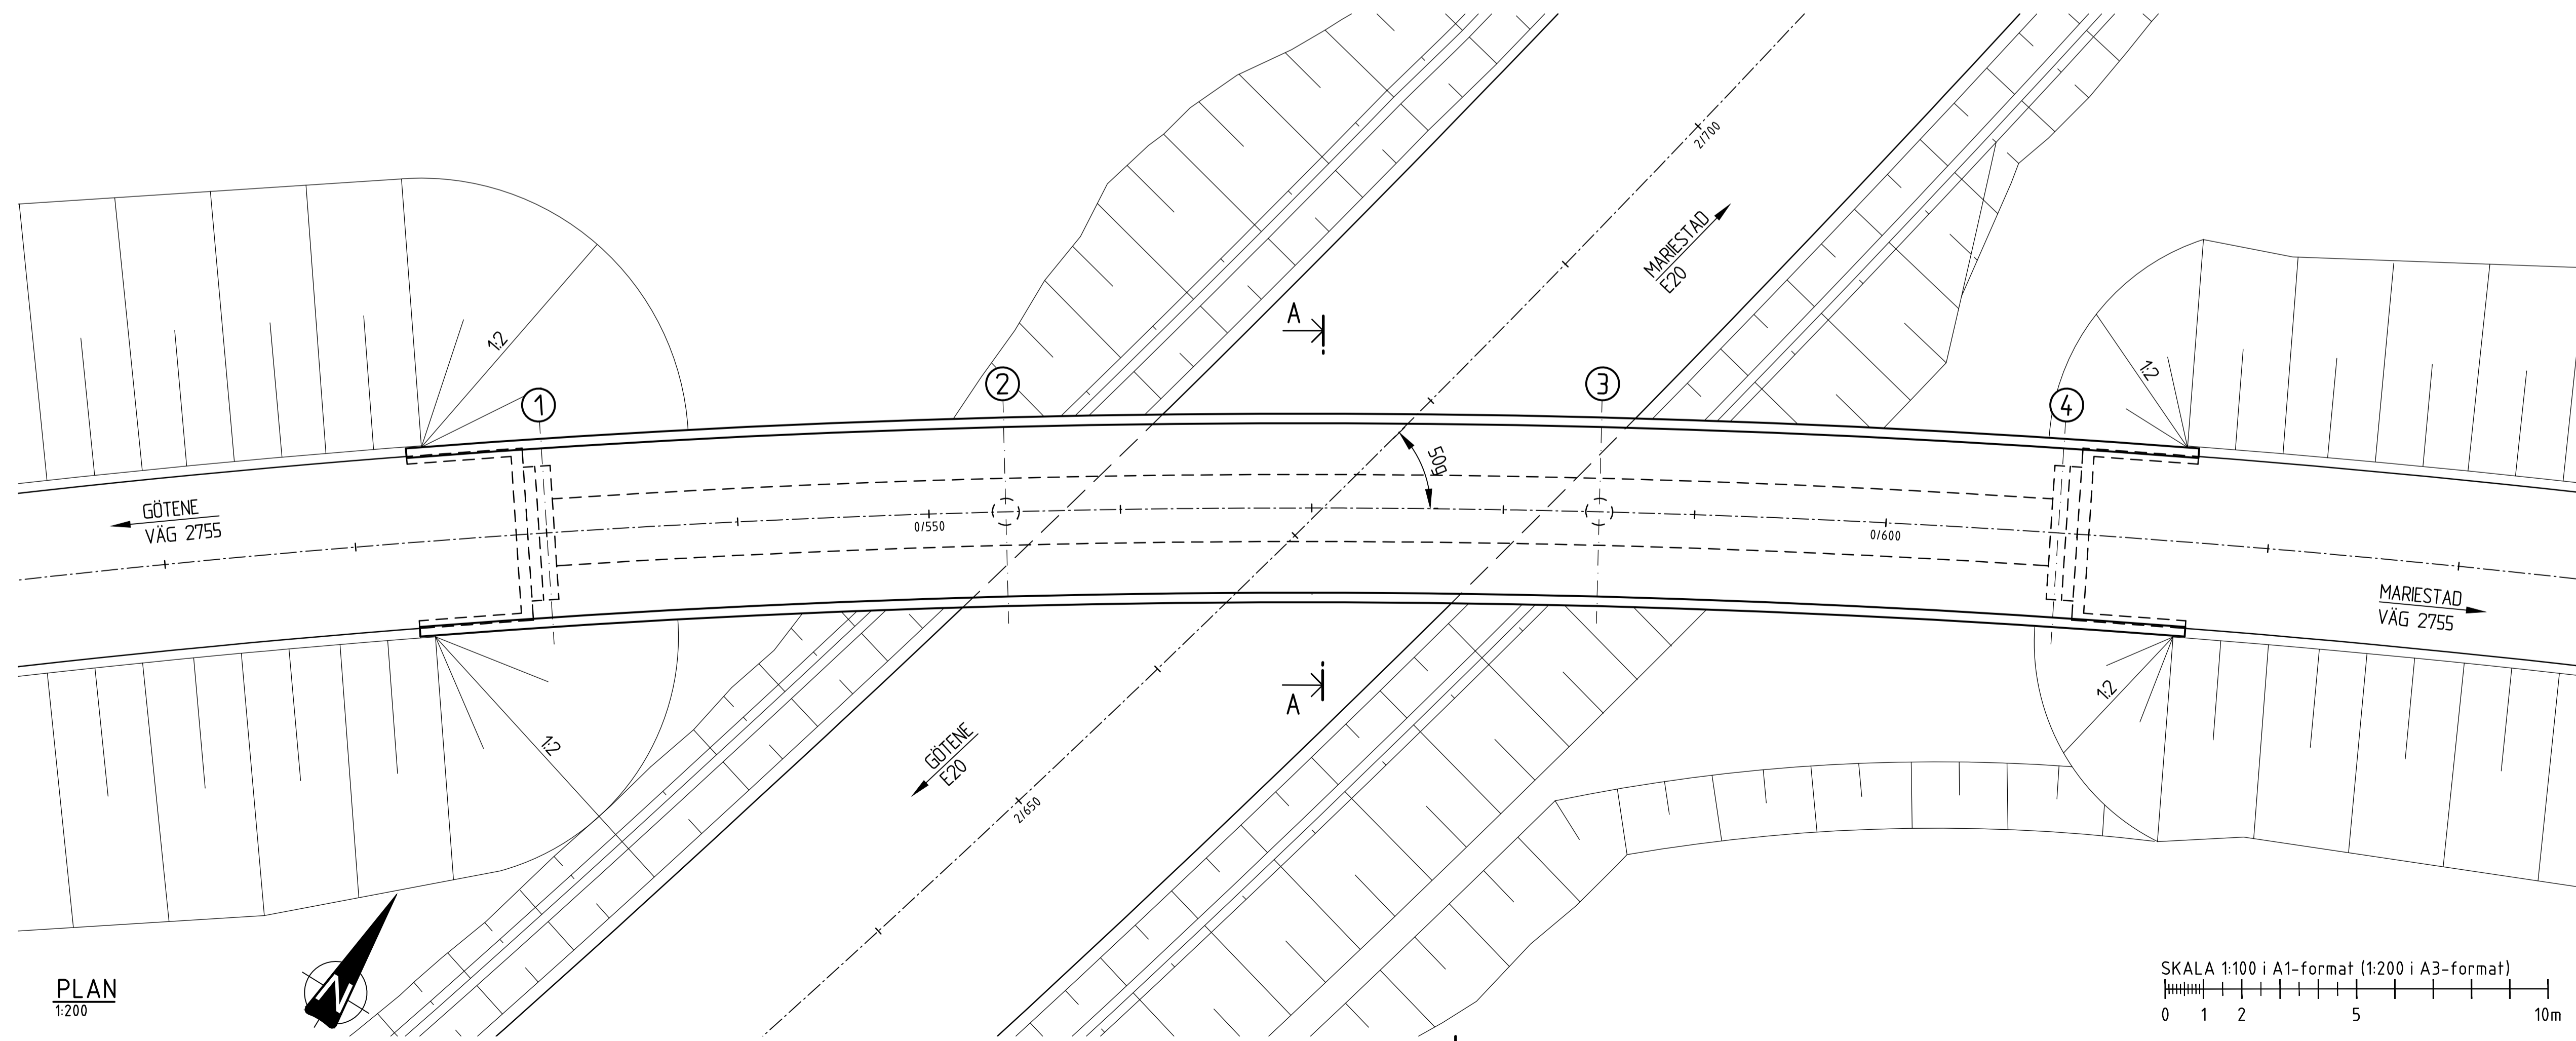 2/700
MARIESTAD
E20
A
1:2
1:2
1
2
3
4
50g
GÖTENE
VÄG 2755
0/550
0/600
MARIESTAD
VÄG 2755
A
1:2
1:2
GÖTENE
E20
2/650
N
PLAN
1:200
SKALA 1:100 i A1-format (1:200 i A3-format)
0 1 2 5 10m